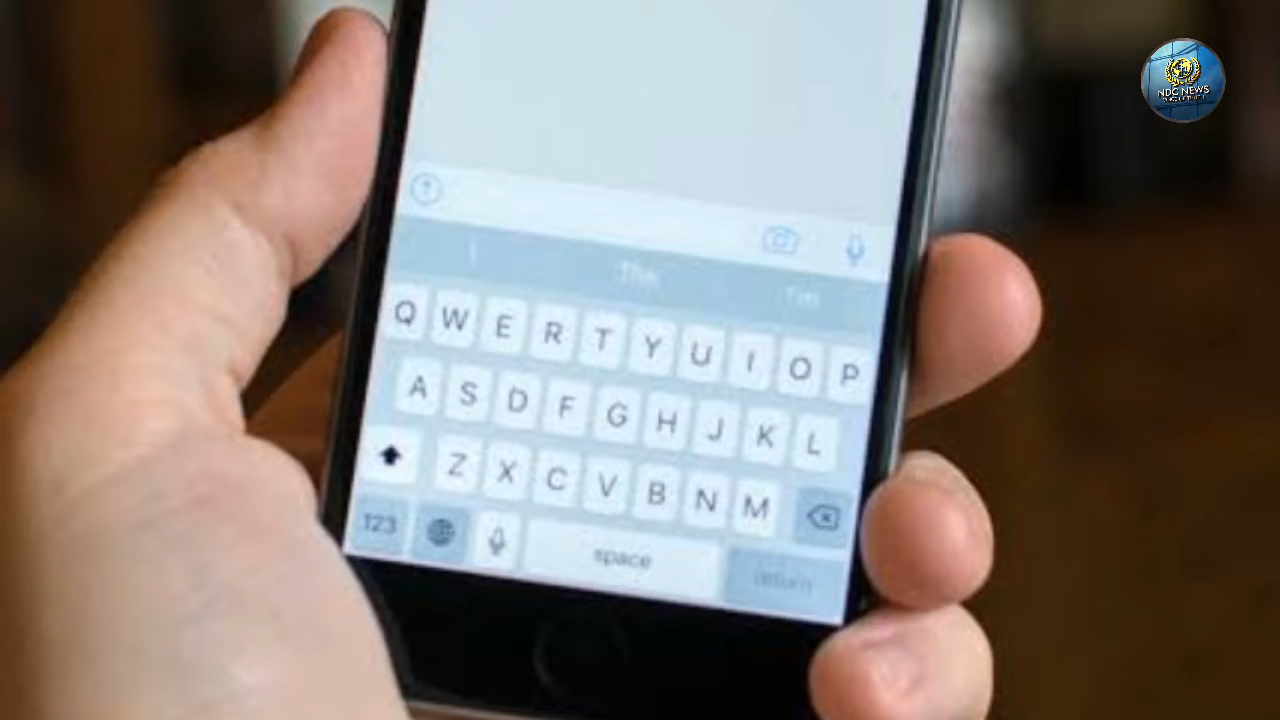 NDC NEWS
I The I'm
Q W E R T Y U I O P
A S D F G H J K L
Z X C V B N M
123 space return